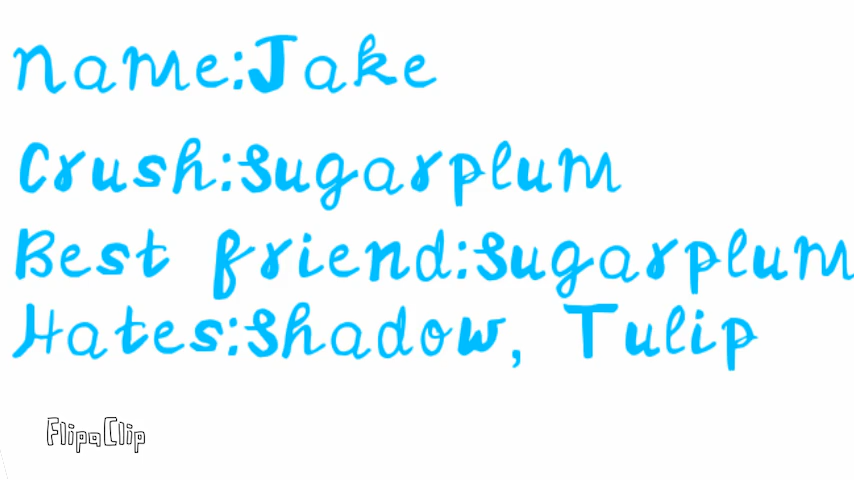 Name:Jake
Crush:Sugarplum
Best friend:Sugarplum
Hates:Shadow, Tulip
FlipaClip